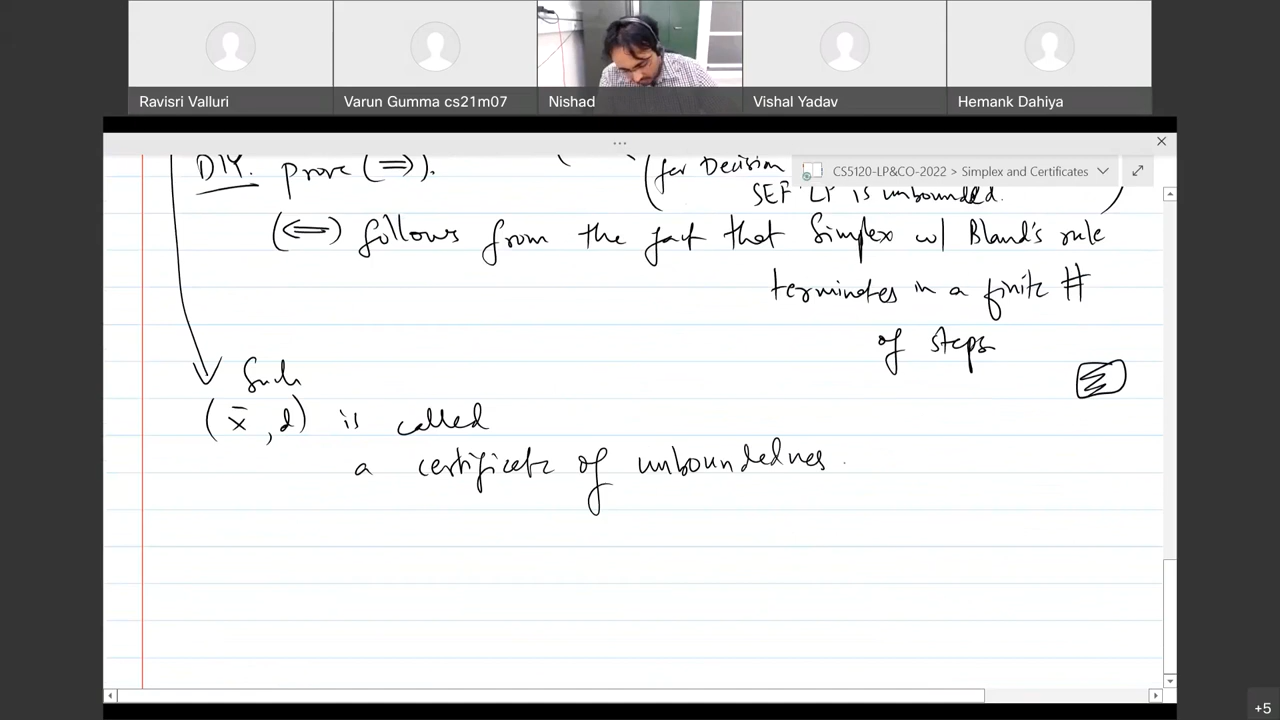 Ravisri Valluri
Varun Gumma cs21m07
Nishad
Vishal Yadav
Hemank Dahiya
...
CS5120-LP&CO-2022 > Simplex and Certificates
DIY. prove (⇒).
(for Decision
SEF LP is unbounded.)
(⇐) follows from the fact that Simplex w/ Bland's rule
terminates in a finite #
of steps
Such
(x̄, d) is called
a certificate of unboundednes.
+5